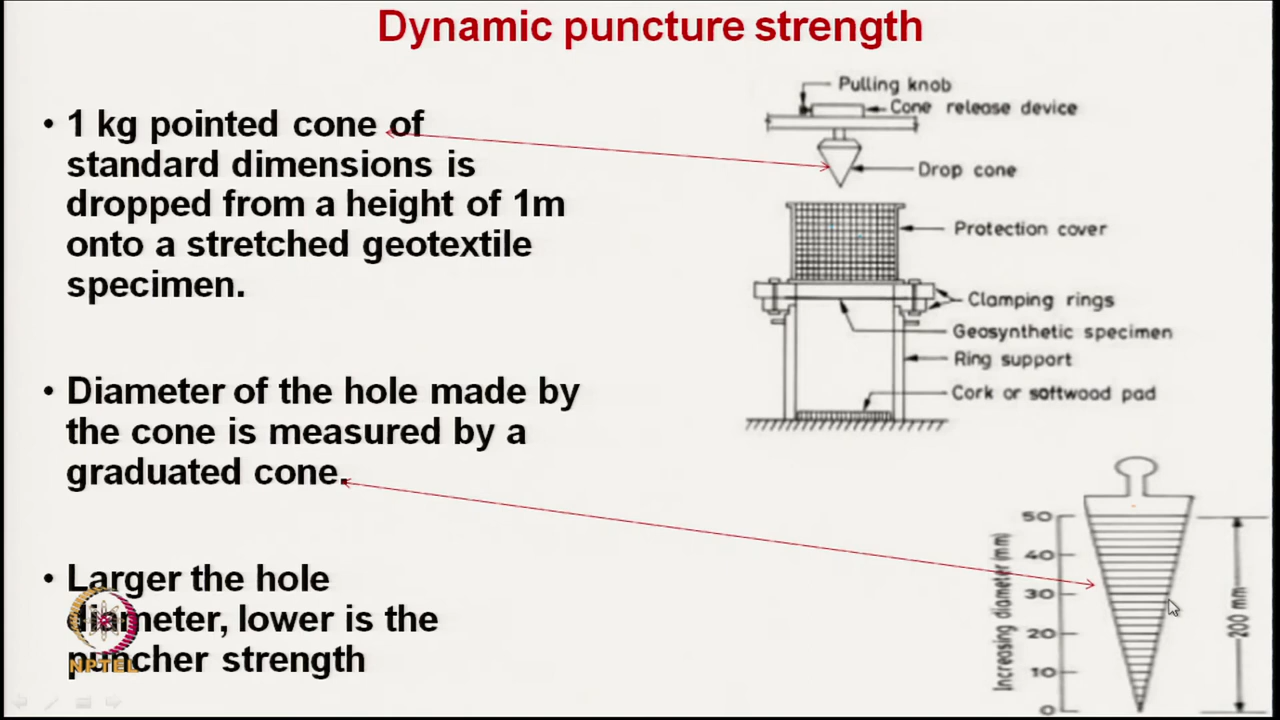 Dynamic puncture strength
• 1 kg pointed cone of
standard dimensions is
dropped from a height of 1m
onto a stretched geotextile
specimen.
• Diameter of the hole made by
the cone is measured by a
graduated cone.
• Larger the hole
diameter, lower is the
puncher strength
NPTEL
Pulling knob
Cone release device
Drop cone
Protection cover
Clamping rings
Geosynthetic specimen
Ring support
Cork or softwood pad
Increasing diameter (mm)
50
40
30
20
10
0
200 mm